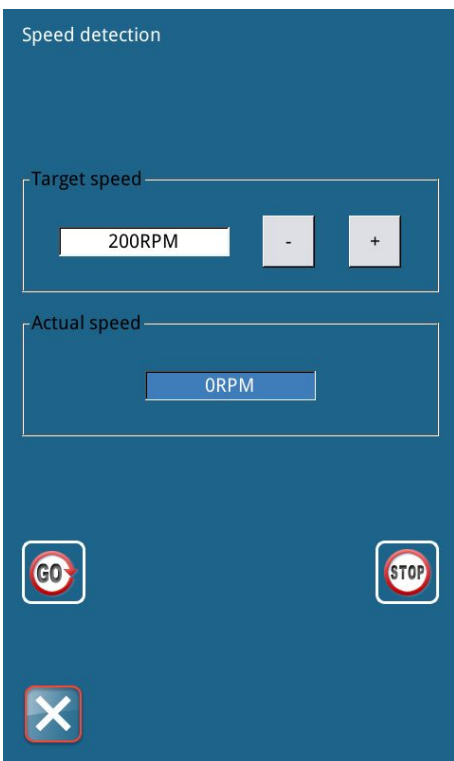 Speed detection
Target speed
200RPM
-
+
Actual speed
0RPM
GO
STOP